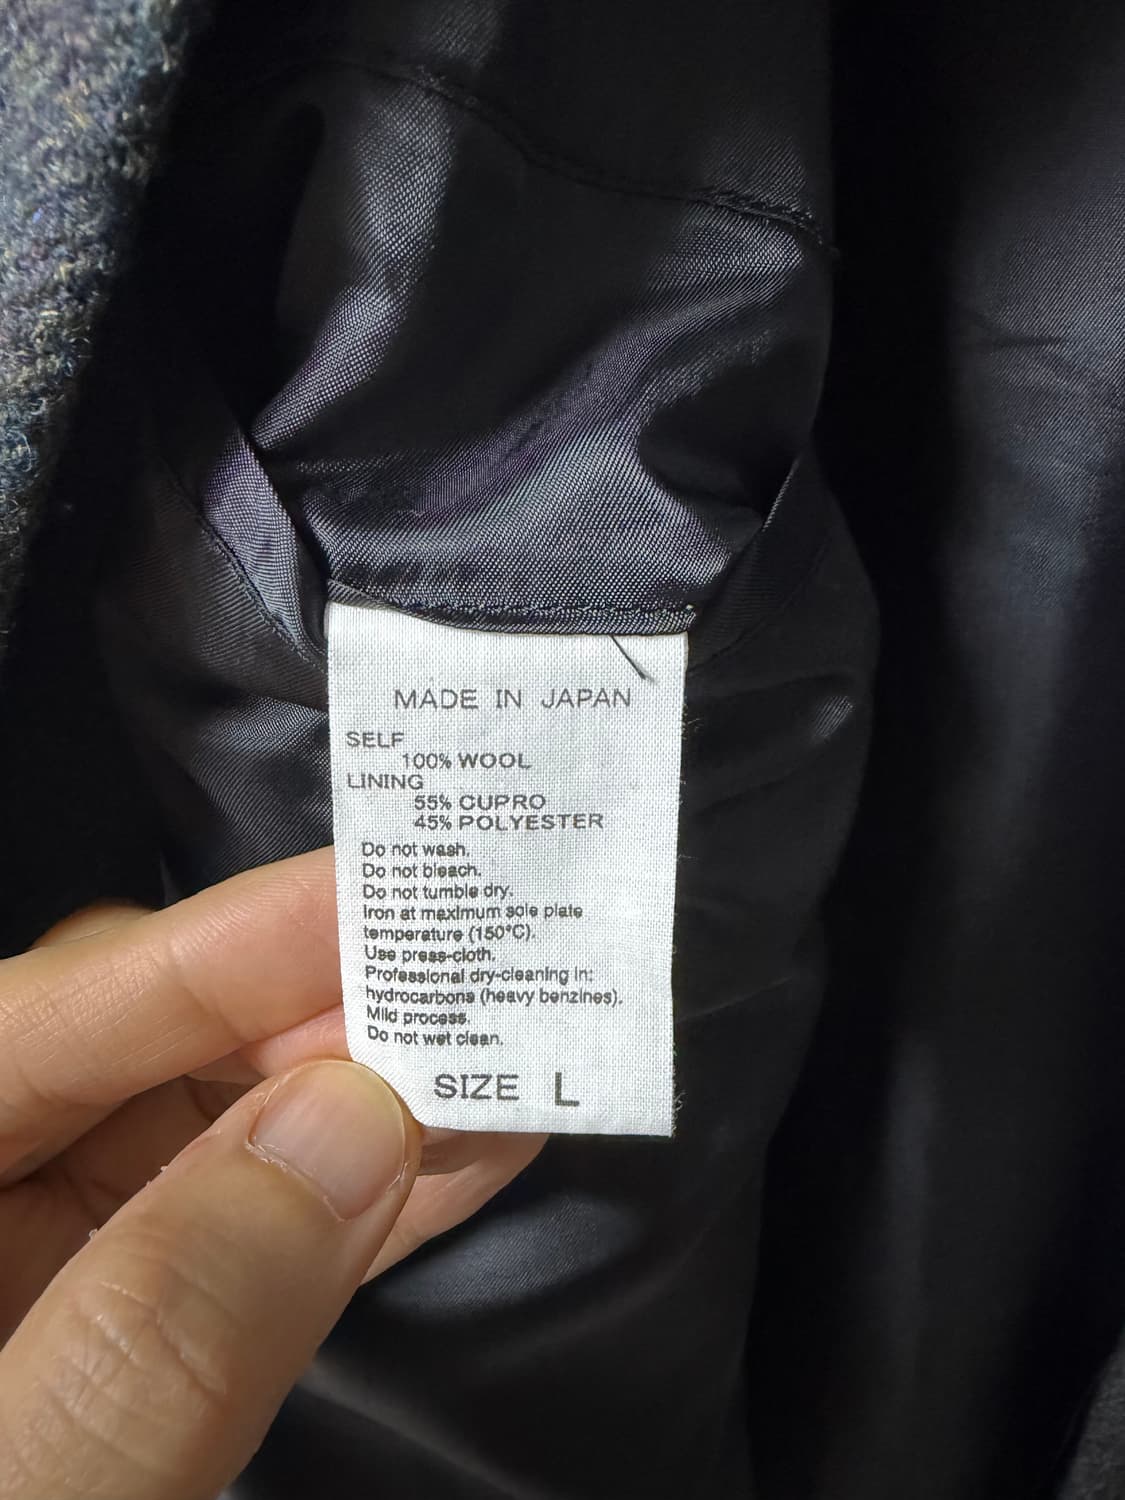 MADE IN JAPAN
SELF
100% WOOL
LINING
55% CUPRO
45% POLYESTER
Do not wash.
Do not bleach.
Do not tumble dry.
Iron at maximum sole plate
temperature (150°C).
Use press-cloth.
Professional dry-cleaning in:
hydrocarbons (heavy benzines).
Mild process.
Do not wet clean.
SIZE L